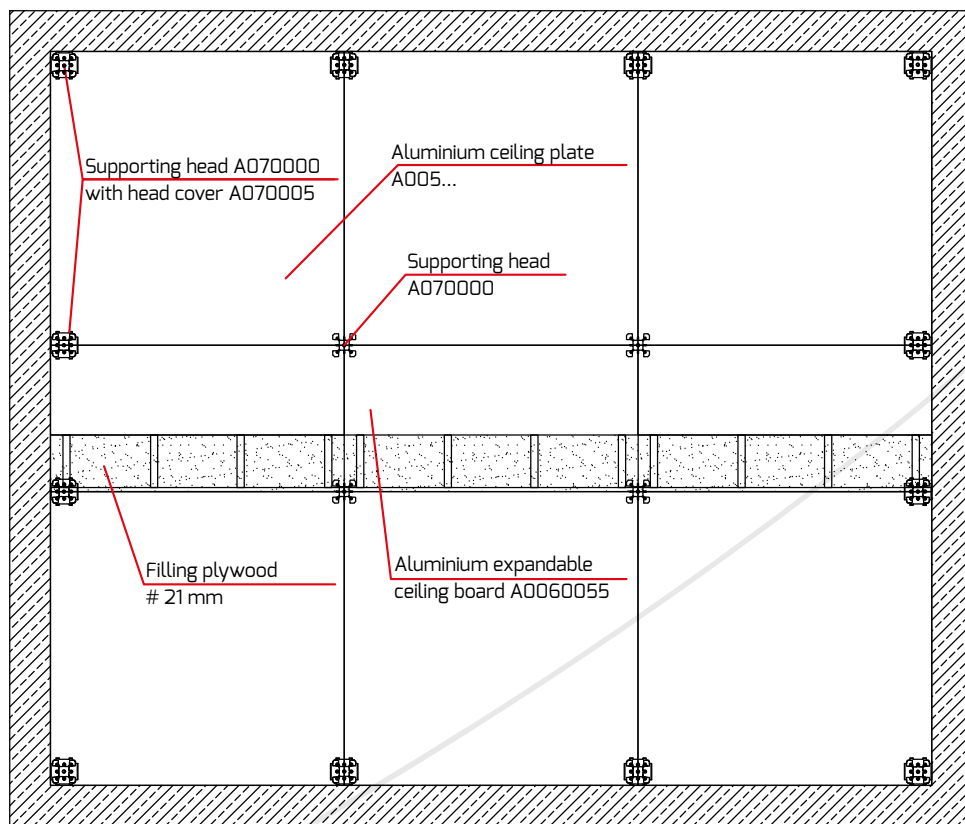 Supporting head A070000
with head cover A070005
Aluminium ceiling plate
A005...
Supporting head
A070000
Filling plywood
# 21 mm
Aluminium expandable
ceiling board A0060055